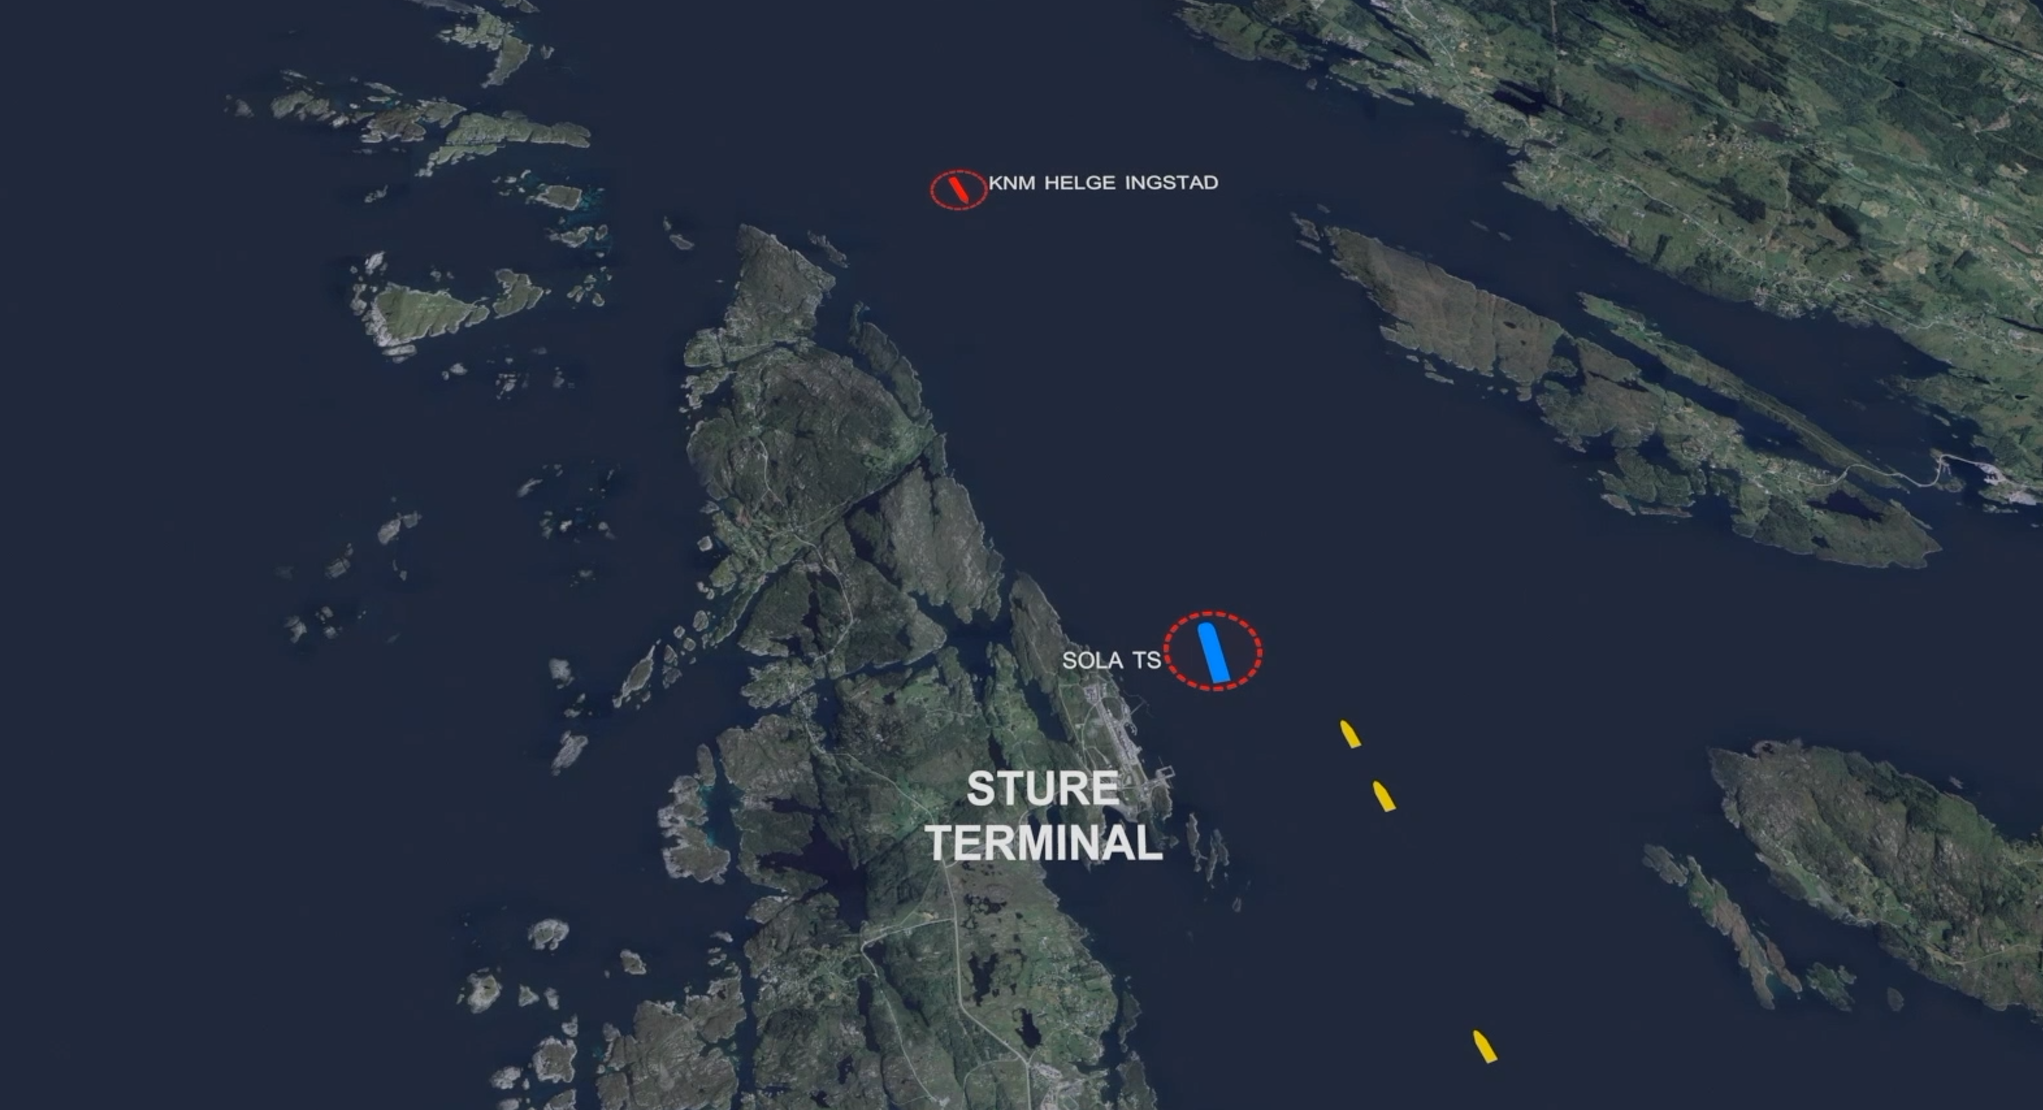 KNM HELGE INGSTAD
SOLA TS
STURE
TERMINAL